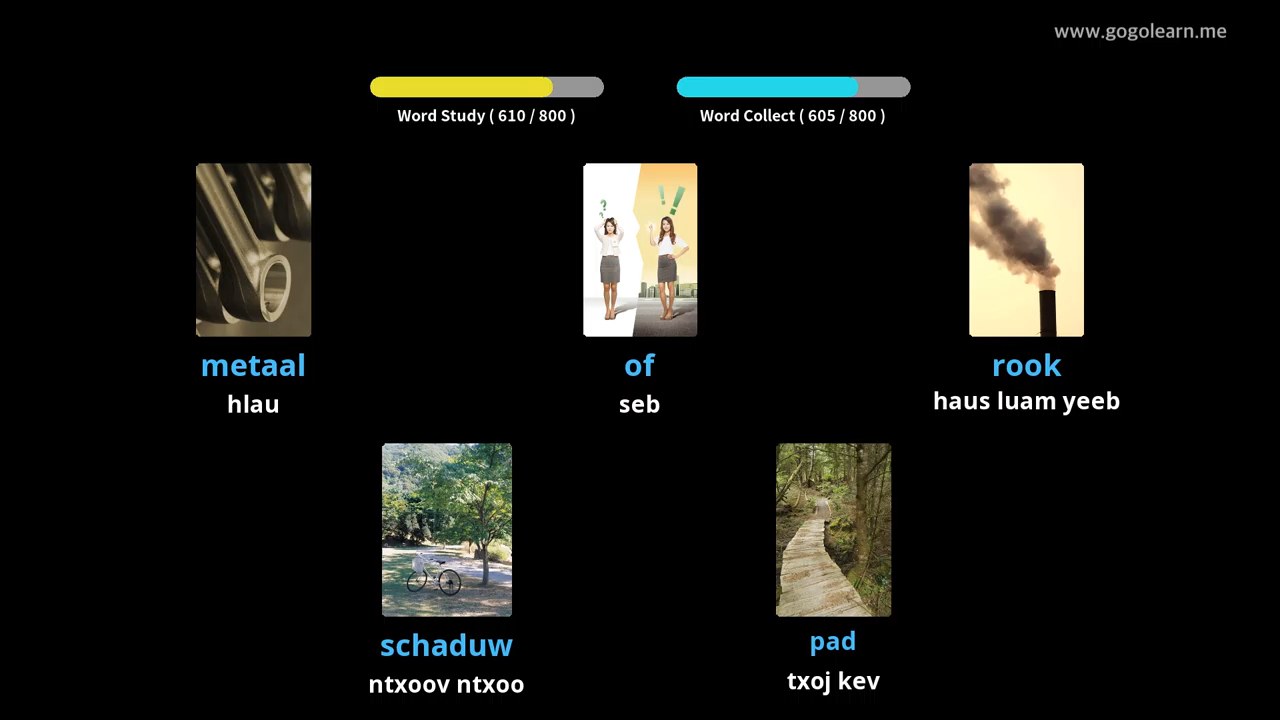 www.gogolearn.me
Word Study ( 610 / 800 )
Word Collect ( 605 / 800 )
metaal
hlau
of
seb
rook
haus luam yeeb
schaduw
ntxoov ntxoo
pad
txoj kev